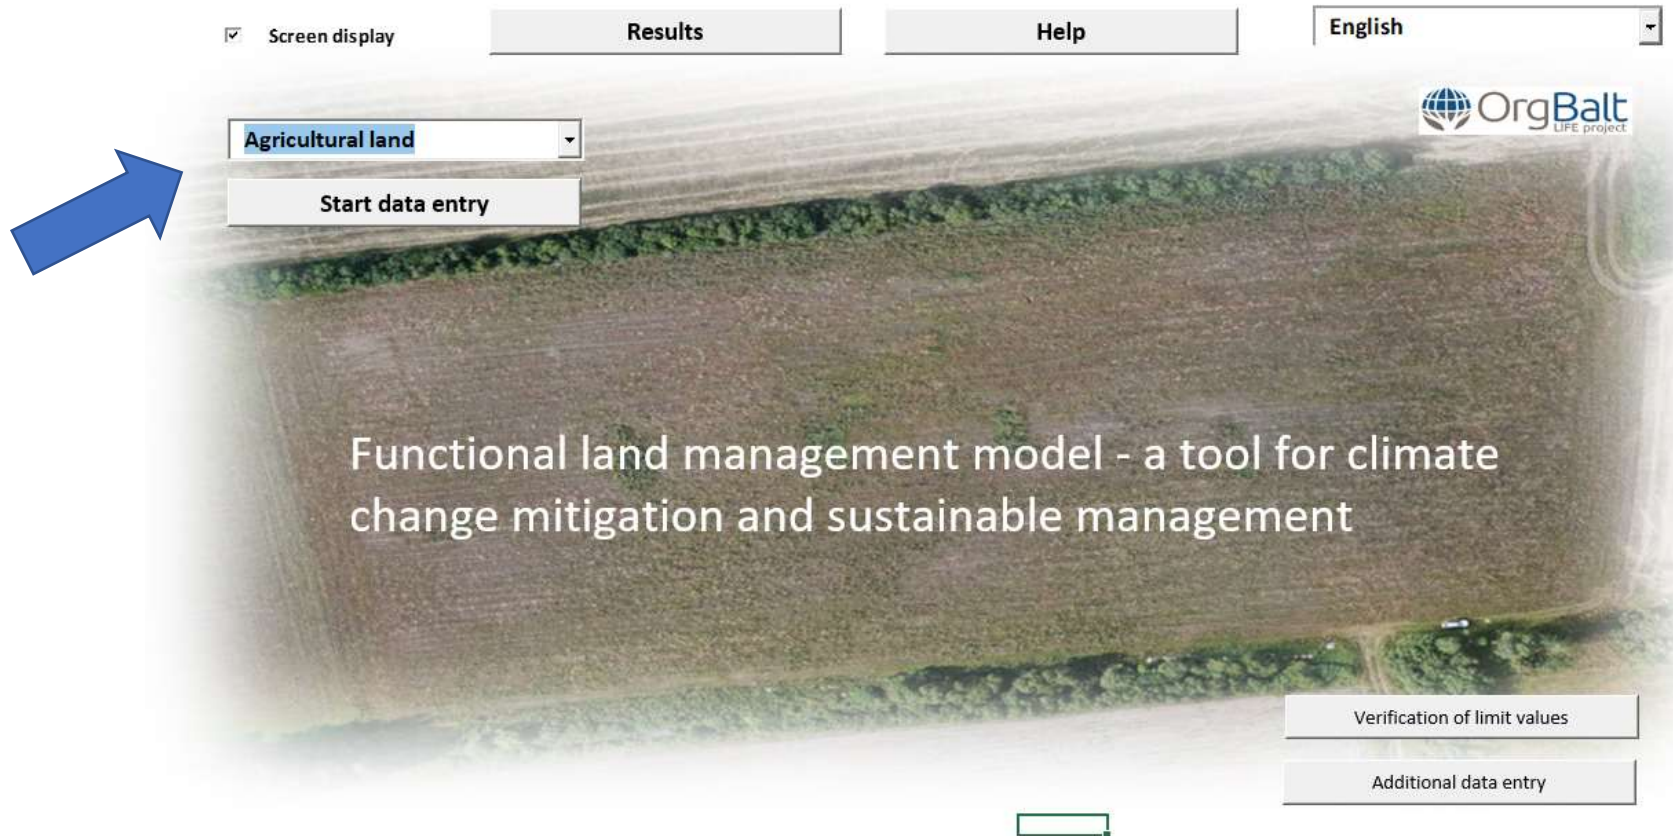 Screen display
Results
Help
English
OrgBalt
LIFE project
Agricultural land
Start data entry
Functional land management model - a tool for climate
change mitigation and sustainable management
Verification of limit values
Additional data entry